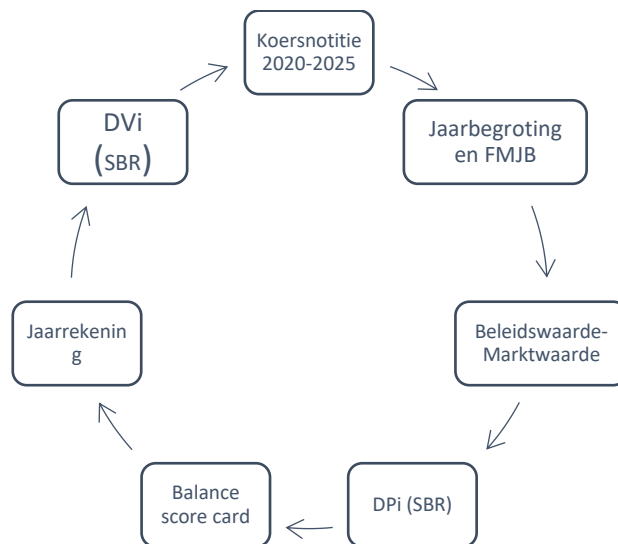 Koersnotitie
2020-2025
Jaarbegroting
en FMJB
Beleidswaarde-
Marktwaarde
DPi (SBR)
Balance
score card
Jaarrekenin
g
DVi
(SBR)